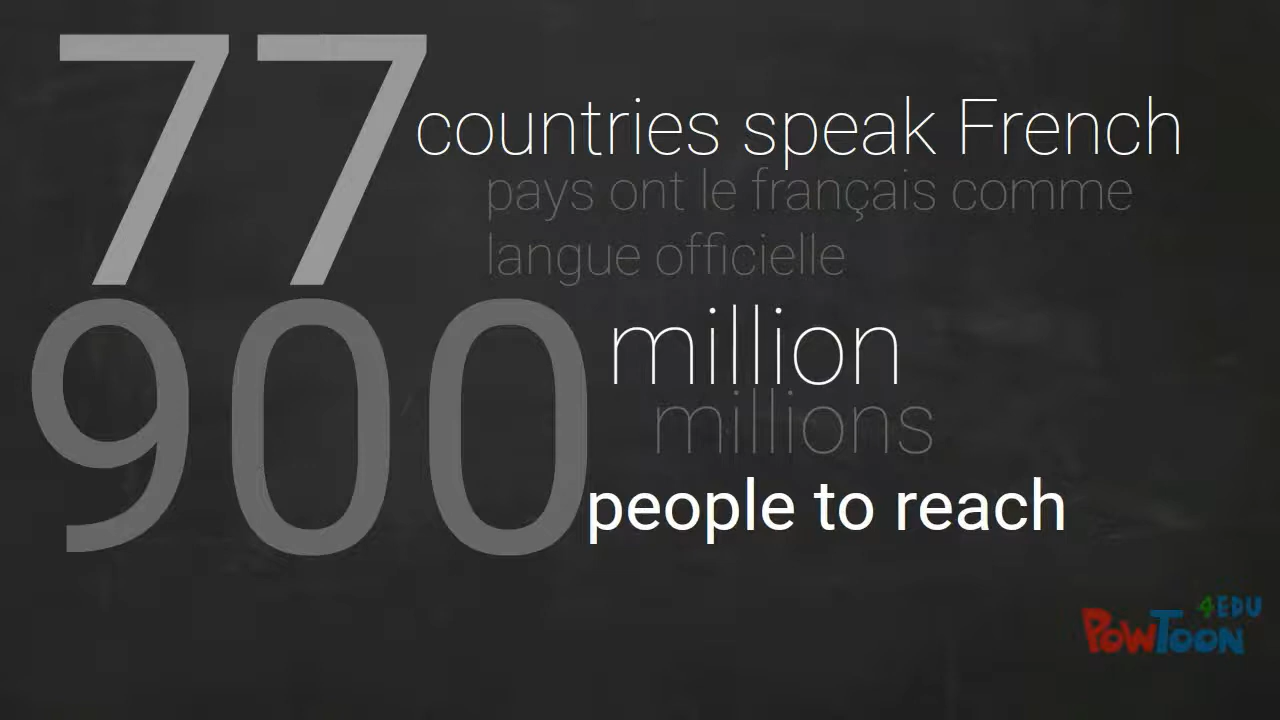 77
countries speak French
pays ont le français comme
langue officielle
900
million
millions
people to reach
4EDU
PowToon